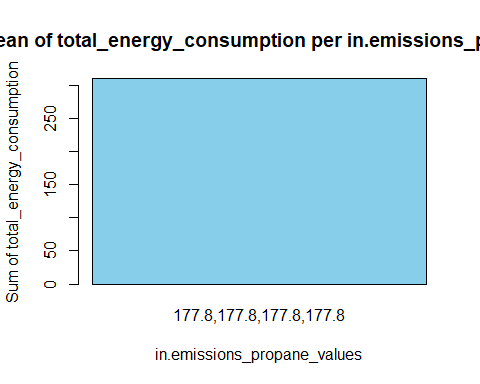 ean of total_energy_consumption per in.emissions_p
Sum of total_energy_consumption
250
150
50
0
177.8,177.8,177.8,177.8
in.emissions_propane_values